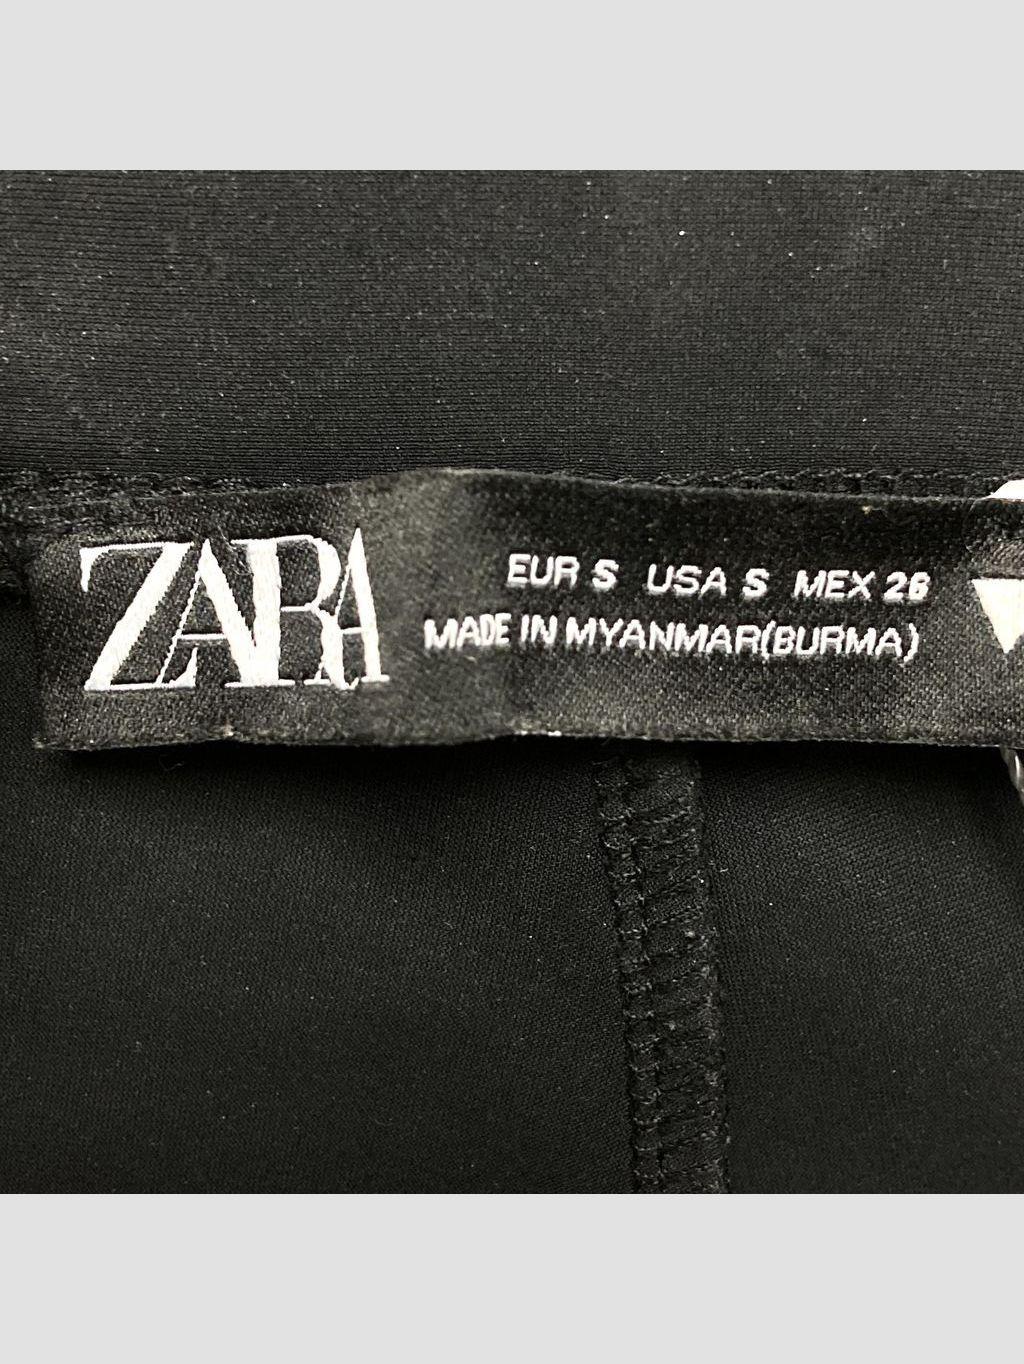 ZARA
EUR S USA S MEX 26
MADE IN MYANMAR(BURMA)